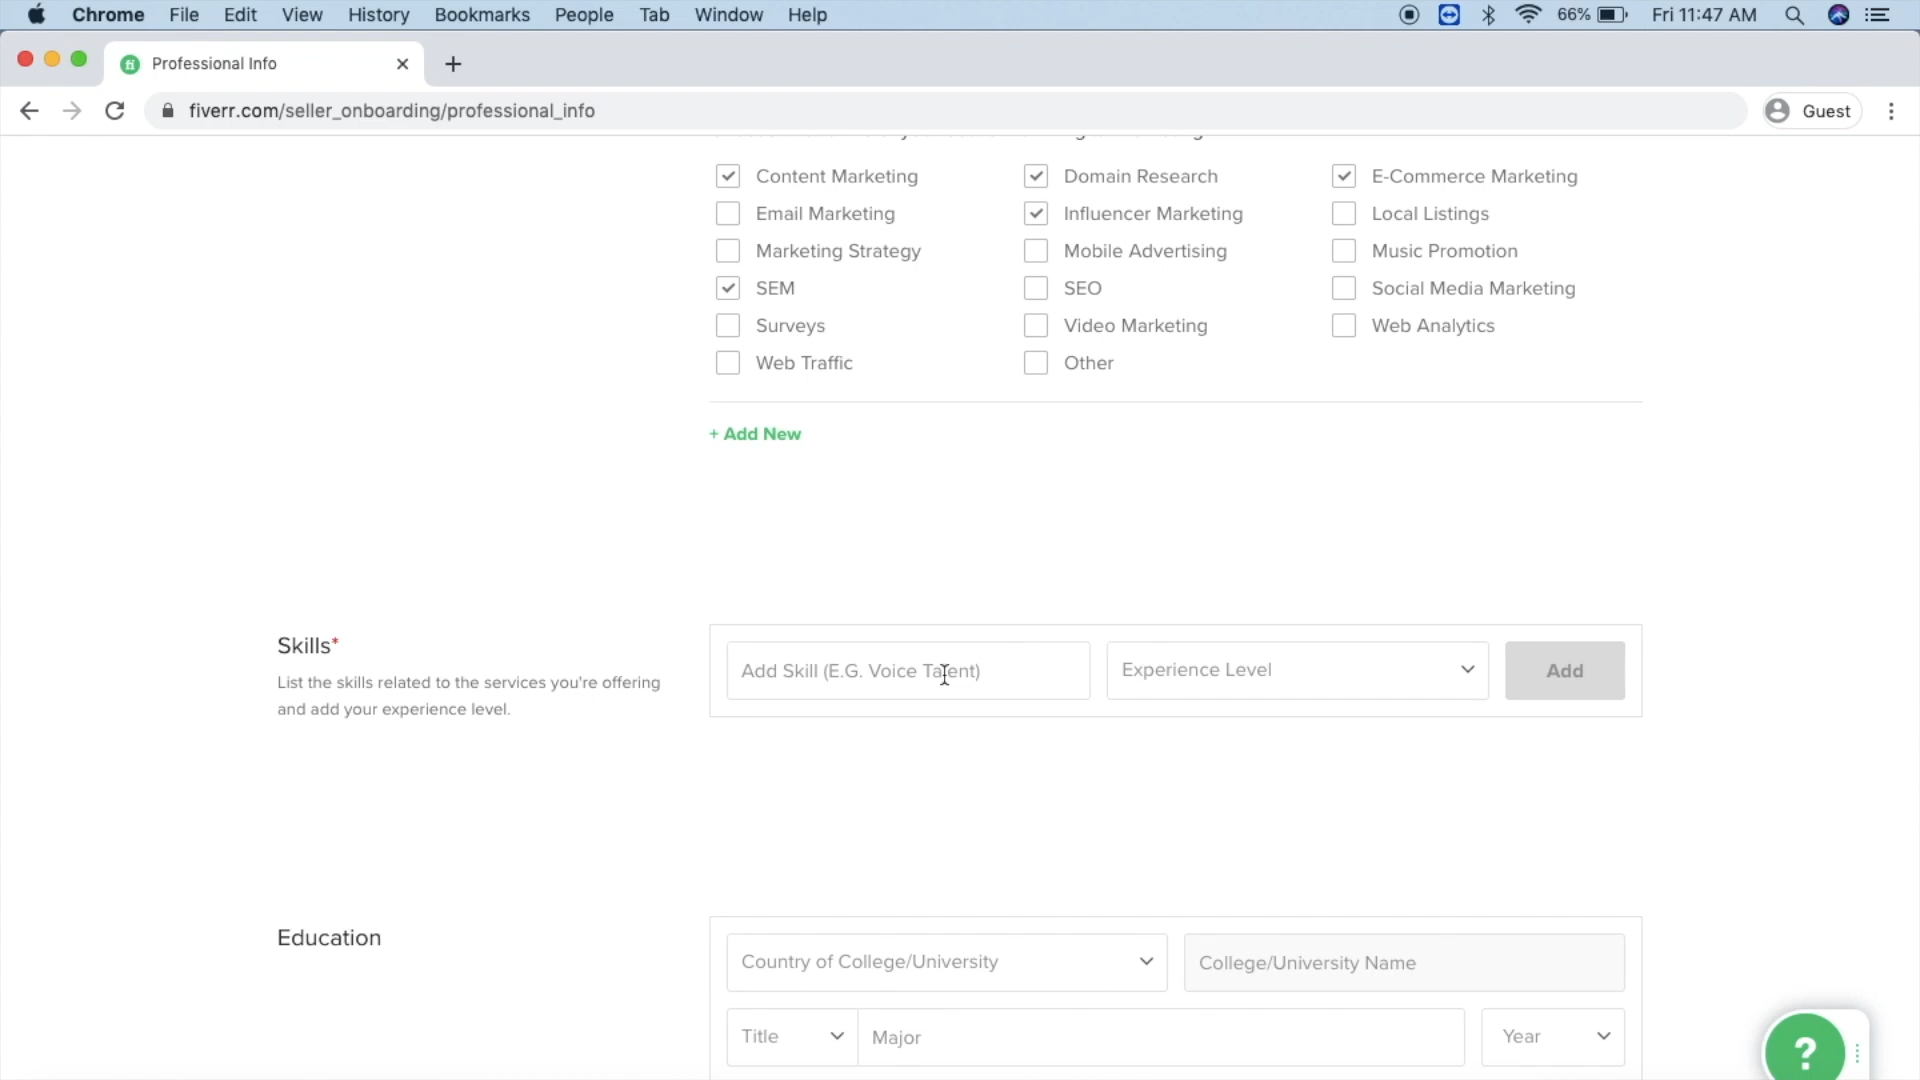 Chrome File Edit View History Bookmarks People Tab Window Help 66% Fri 11:47 AM
Professional Info
fiverr.com/seller_onboarding/professional_info Guest
Content Marketing Domain Research E-Commerce Marketing
Email Marketing Influencer Marketing Local Listings
Marketing Strategy Mobile Advertising Music Promotion
SEM SEO Social Media Marketing
Surveys Video Marketing Web Analytics
Web Traffic Other
+ Add New
Skills*
List the skills related to the services you're offering
and add your experience level.
Add Skill (E.G. Voice Talent) Experience Level Add
Education
Country of College/University College/University Name
Title Major Year
?